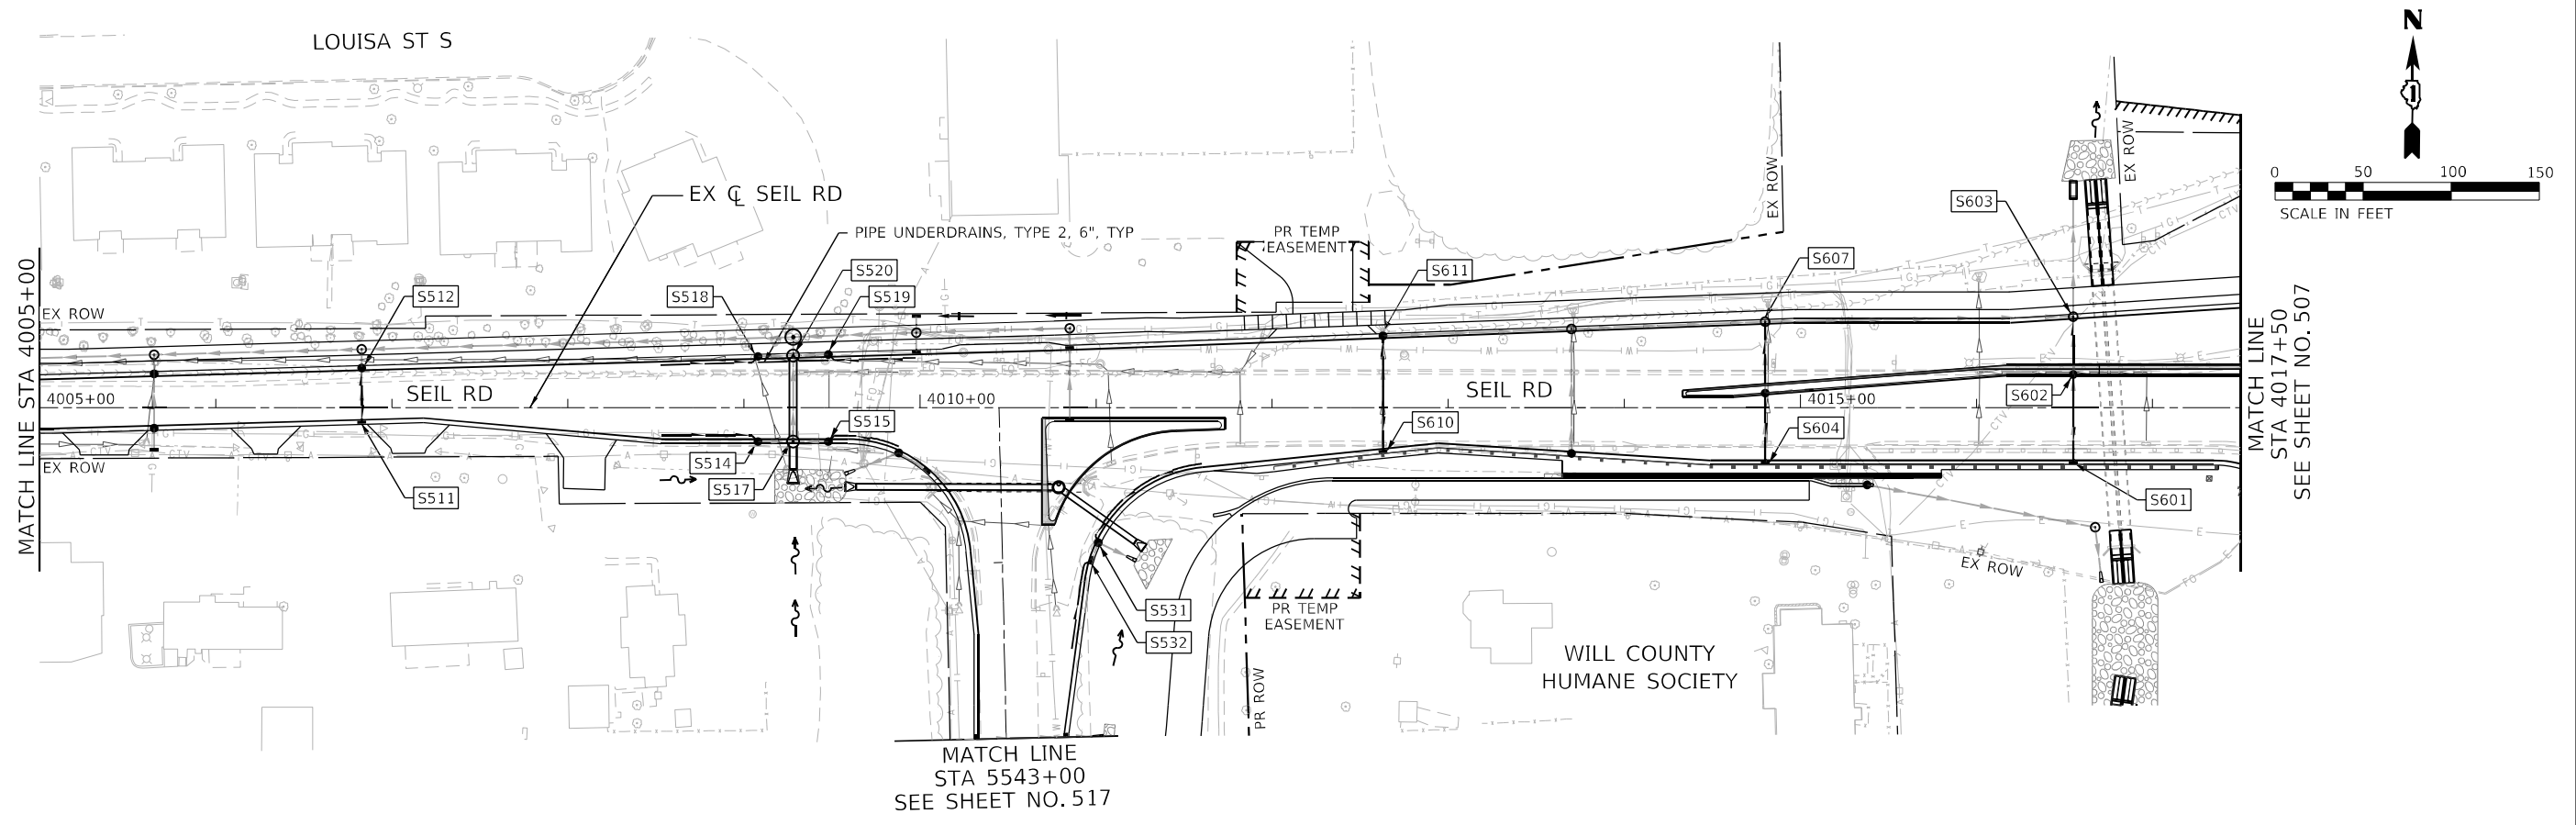 LOUISA ST S
N
0 50 100 150
SCALE IN FEET
EX ℄ SEIL RD
PIPE UNDERDRAINS, TYPE 2, 6", TYP
PR TEMP
EASEMENT
EX ROW
EX ROW
S603
S520
S611
S607
S512
S518
S519
EX ROW
MATCH LINE STA 4005+00
SEIL RD
SEIL RD
4005+00
4010+00
4015+00
S602
MATCH LINE
STA 4017+50
SEE SHEET NO. 507
S515
S610
S604
S514
S517
EX ROW
S511
S601
EX ROW
S531
S532
PR TEMP
EASEMENT
PR ROW
WILL COUNTY
HUMANE SOCIETY
MATCH LINE
STA 5543+00
SEE SHEET NO. 517